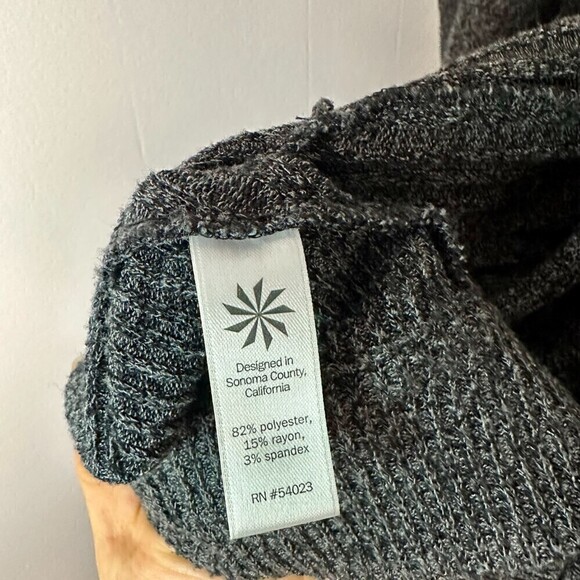 Designed in
Sonoma County,
California
82% polyester,
15% rayon,
3% spandex
RN #54023